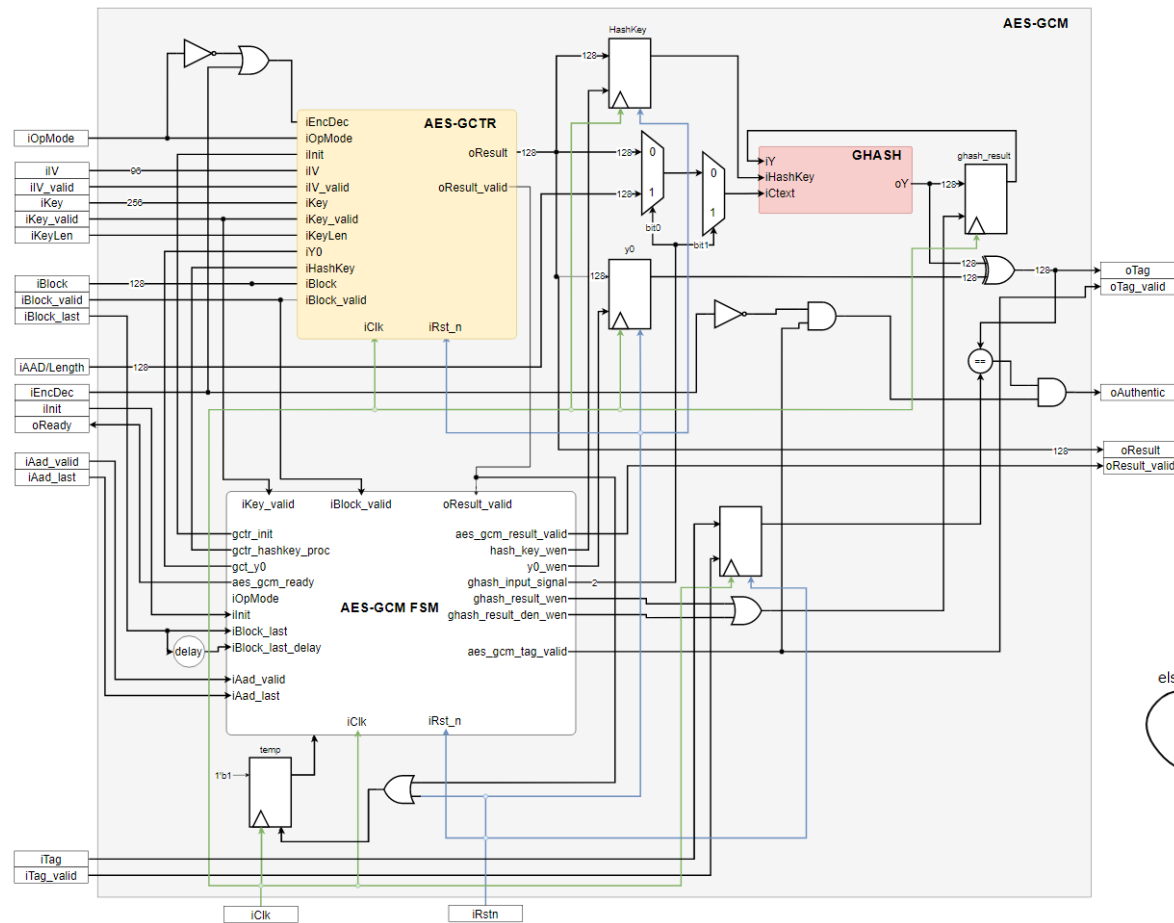 AES-GCM
HashKey
128
iOpMode
iIV
96
iIV_valid
iKey
256
iKey_valid
iKeyLen
iBlock
128
iBlock_valid
iBlock_last
iAAD/Length
128
iEncDec
iInit
oReady
iAad_valid
iAad_last
AES-GCTR
iEncDec
iOpMode
iInit
iIV
iIV_valid
iKey
iKey_valid
iKeyLen
iY0
iHashKey
iBlock
iBlock_valid
oResult
128
oResult_valid
iClk
iRst_n
128
0
128
1
bit0
0
1
bit1
GHASH
iY
iHashKey
iCtext
oY
128
ghash_result
y0
128
128
128
128
oTag
oTag_valid
==
oAuthentic
128
oResult
oResult_valid
iKey_valid
iBlock_valid
oResult_valid
gctr_init
gctr_hashkey_proc
gct_y0
aes_gcm_ready
iOpMode
iInit
iBlock_last
delay
iBlock_last_delay
iAad_valid
iAad_last
AES-GCM FSM
aes_gcm_result_valid
hash_key_wen
y0_wen
ghash_input_signal
2
ghash_result_wen
ghash_result_den_wen
aes_gcm_tag_valid
iClk
iRst_n
temp
1'b1
iTag
iTag_valid
iClk
iRstn